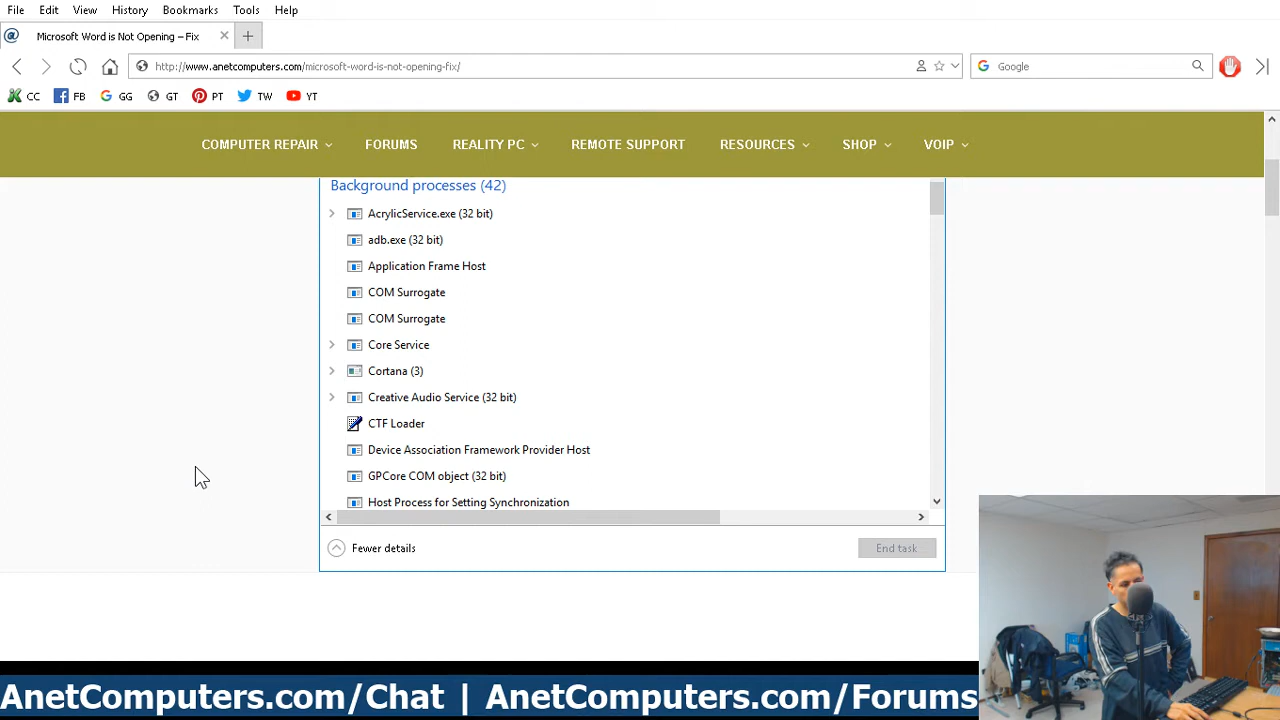 File Edit View History Bookmarks Tools Help
@ Microsoft Word is Not Opening – Fix
http://www.anetcomputers.com/microsoft-word-is-not-opening-fix/ G Google
CC FB GG GT PT TW YT
COMPUTER REPAIR FORUMS REALITY PC REMOTE SUPPORT RESOURCES SHOP VOIP
Background processes (42)
AcrylicService.exe (32 bit)
adb.exe (32 bit)
Application Frame Host
COM Surrogate
COM Surrogate
Core Service
Cortana (3)
Creative Audio Service (32 bit)
CTF Loader
Device Association Framework Provider Host
GPCore COM object (32 bit)
Host Process for Setting Synchronization
Fewer details End task
AnetComputers.com/Chat | AnetComputers.com/Forums